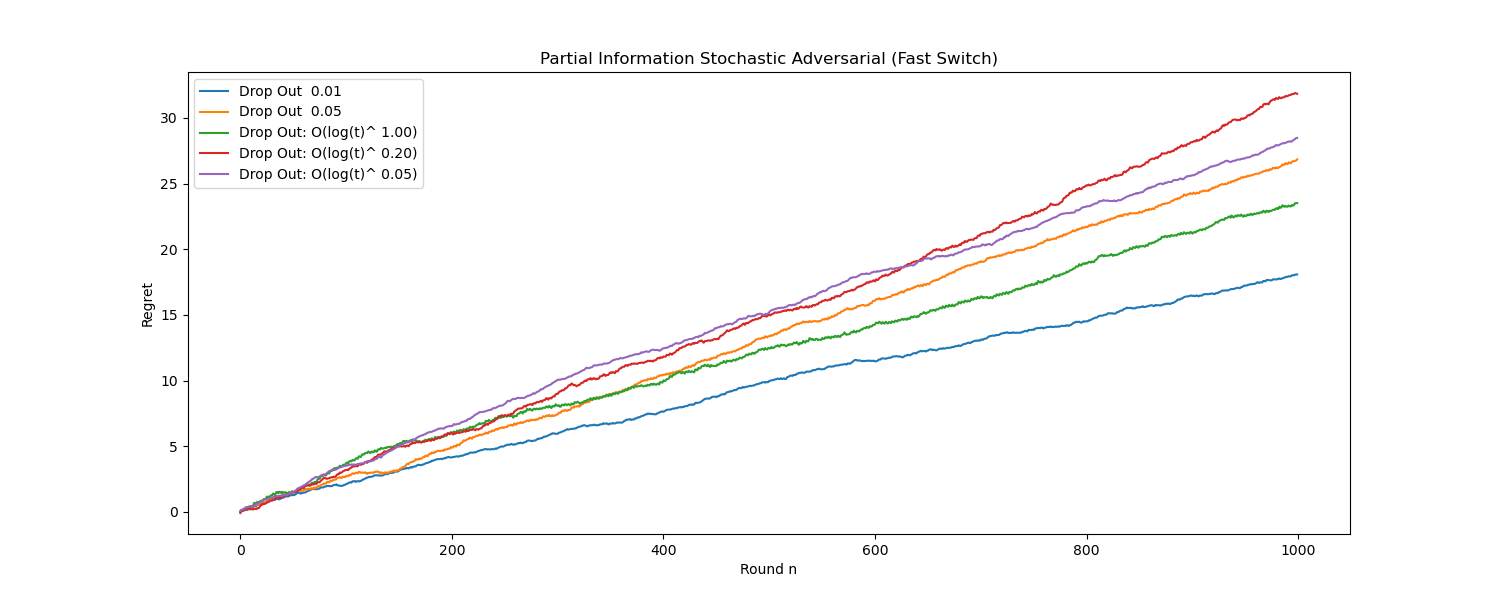 Partial Information Stochastic Adversarial (Fast Switch)
Drop Out  0.01
Drop Out  0.05
Drop Out: O(log(t)^ 1.00)
Drop Out: O(log(t)^ 0.20)
Drop Out: O(log(t)^ 0.05)
30
25
20
15
10
5
0
Regret
0 200 400 600 800 1000
Round n